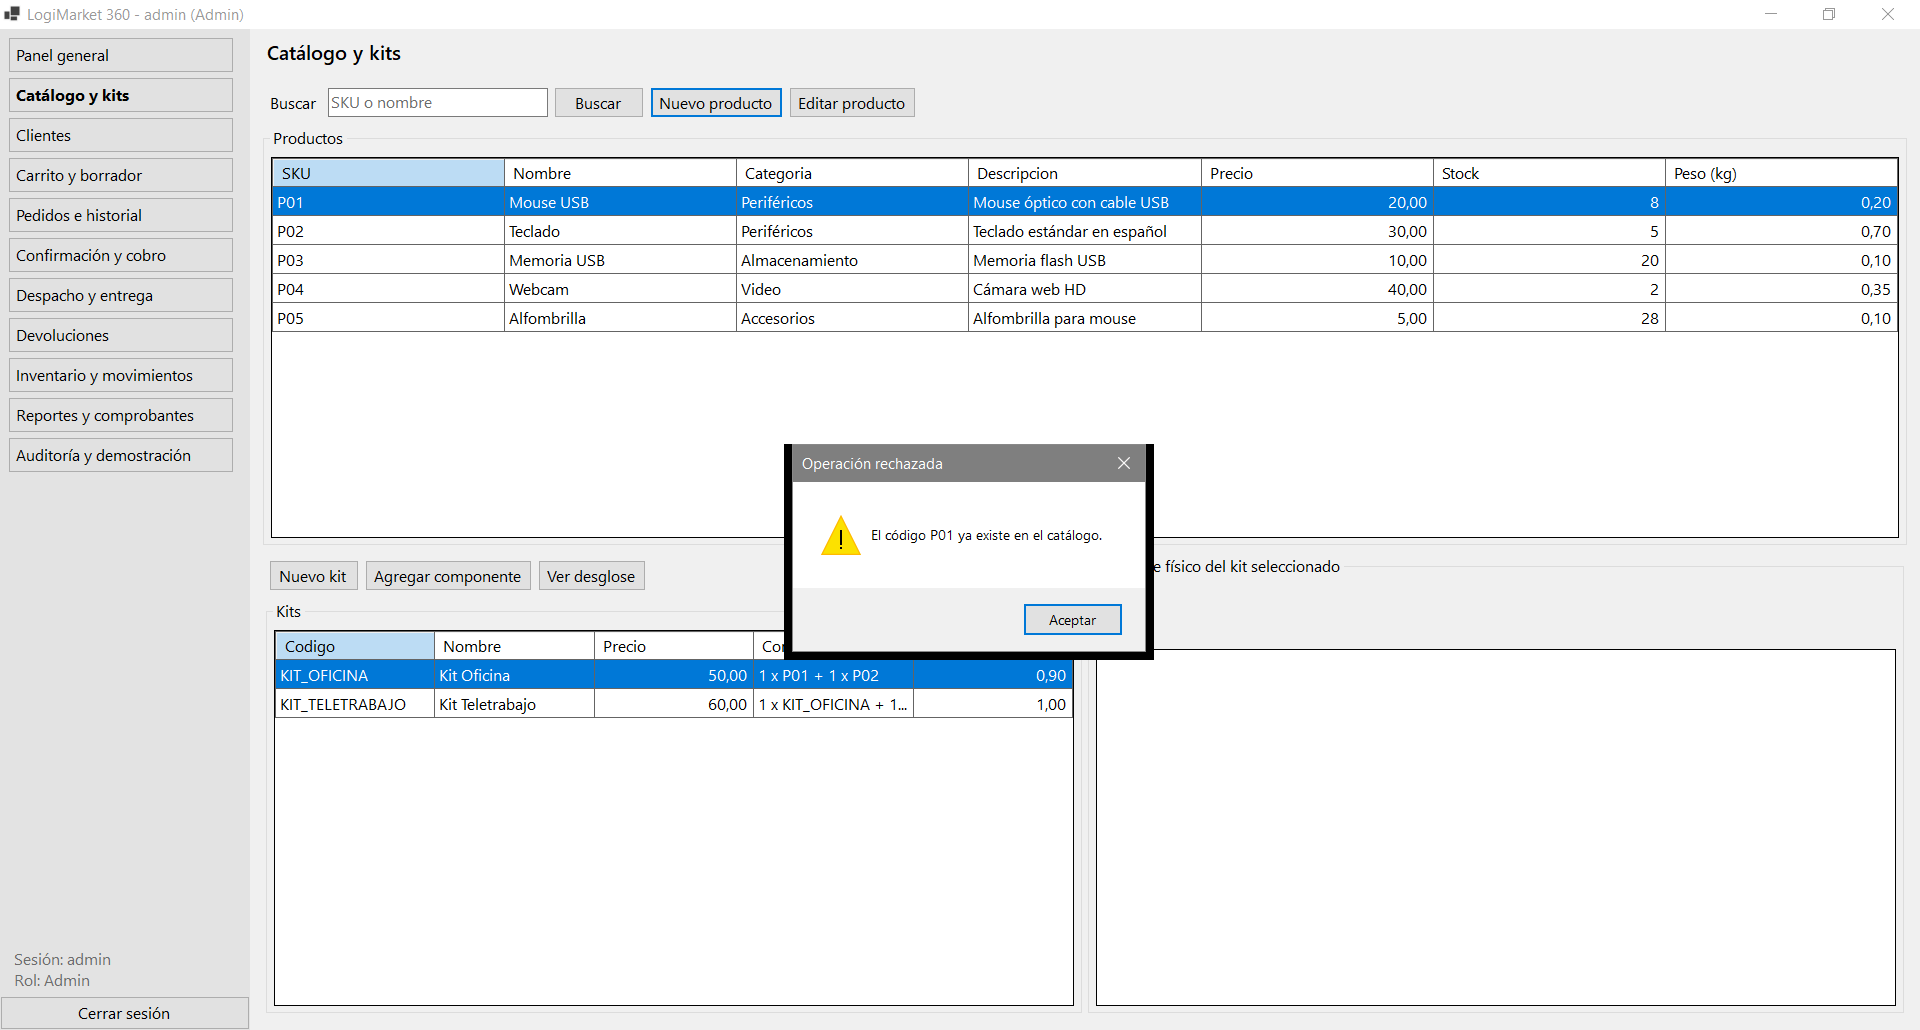 LogiMarket 360 - admin (Admin)
Panel general
Catálogo y kits
Clientes
Carrito y borrador
Pedidos e historial
Confirmación y cobro
Despacho y entrega
Devoluciones
Inventario y movimientos
Reportes y comprobantes
Auditoría y demostración
Sesión: admin
Rol: Admin
Cerrar sesión
Catálogo y kits
Buscar SKU o nombre Buscar Nuevo producto Editar producto
Productos
SKU Nombre Categoria Descripcion Precio Stock Peso (kg)
P01 Mouse USB Periféricos Mouse óptico con cable USB 20,00 8 0,20
P02 Teclado Periféricos Teclado estándar en español 30,00 5 0,70
P03 Memoria USB Almacenamiento Memoria flash USB 10,00 20 0,10
P04 Webcam Video Cámara web HD 40,00 2 0,35
P05 Alfombrilla Accesorios Alfombrilla para mouse 5,00 28 0,10
Operación rechazada
El código P01 ya existe en el catálogo.
Aceptar
Nuevo kit Agregar componente Ver desglose
Kits
Codigo Nombre Precio
KIT_OFICINA Kit Oficina 50,00 1 x P01 + 1 x P02 0,90
KIT_TELETRABAJO Kit Teletrabajo 60,00 1 x KIT_OFICINA + 1... 1,00
físico del kit seleccionado